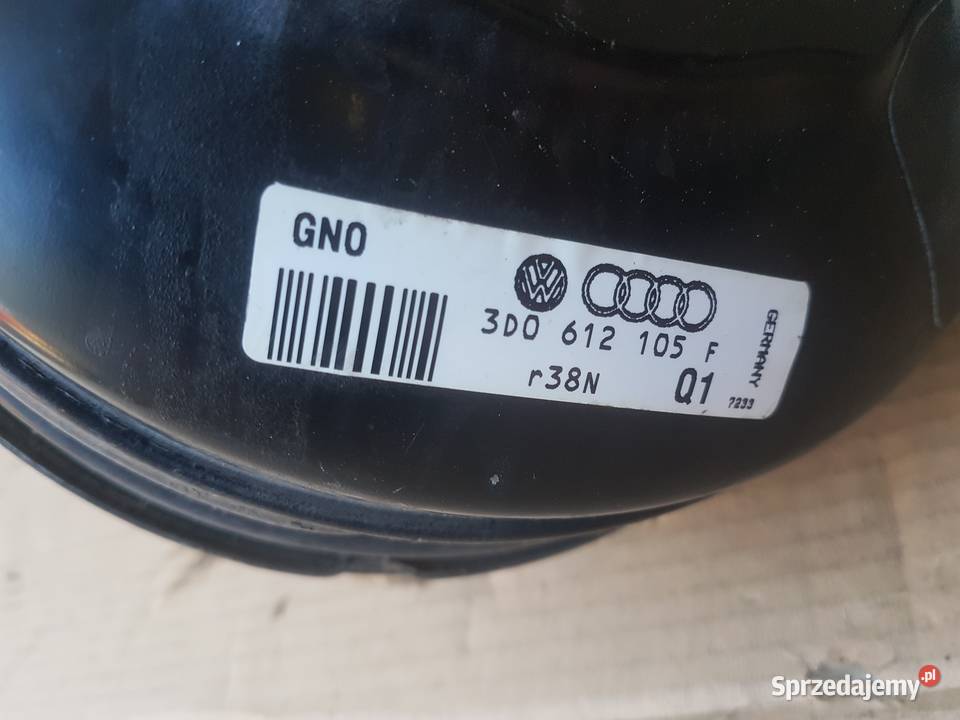 GNO
3D0 612 105 F
r38N Q1
GERMANY
7233
Sprzedajemy.pl